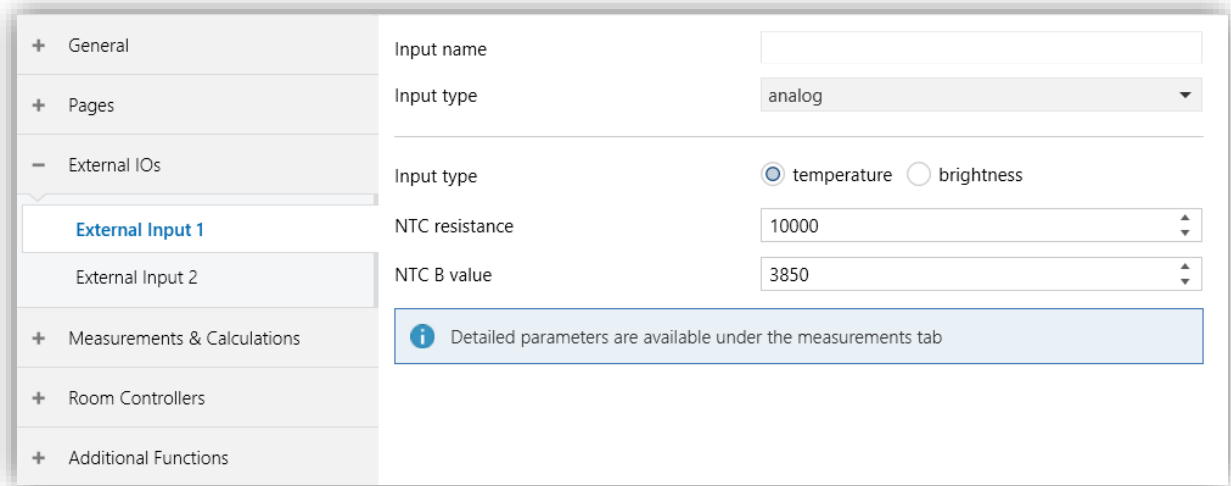 General
Pages
External IOs
External Input 1
External Input 2
Measurements & Calculations
Room Controllers
Additional Functions
Input name
Input type analog
Input type temperature brightness
NTC resistance 10000
NTC B value 3850
Detailed parameters are available under the measurements tab